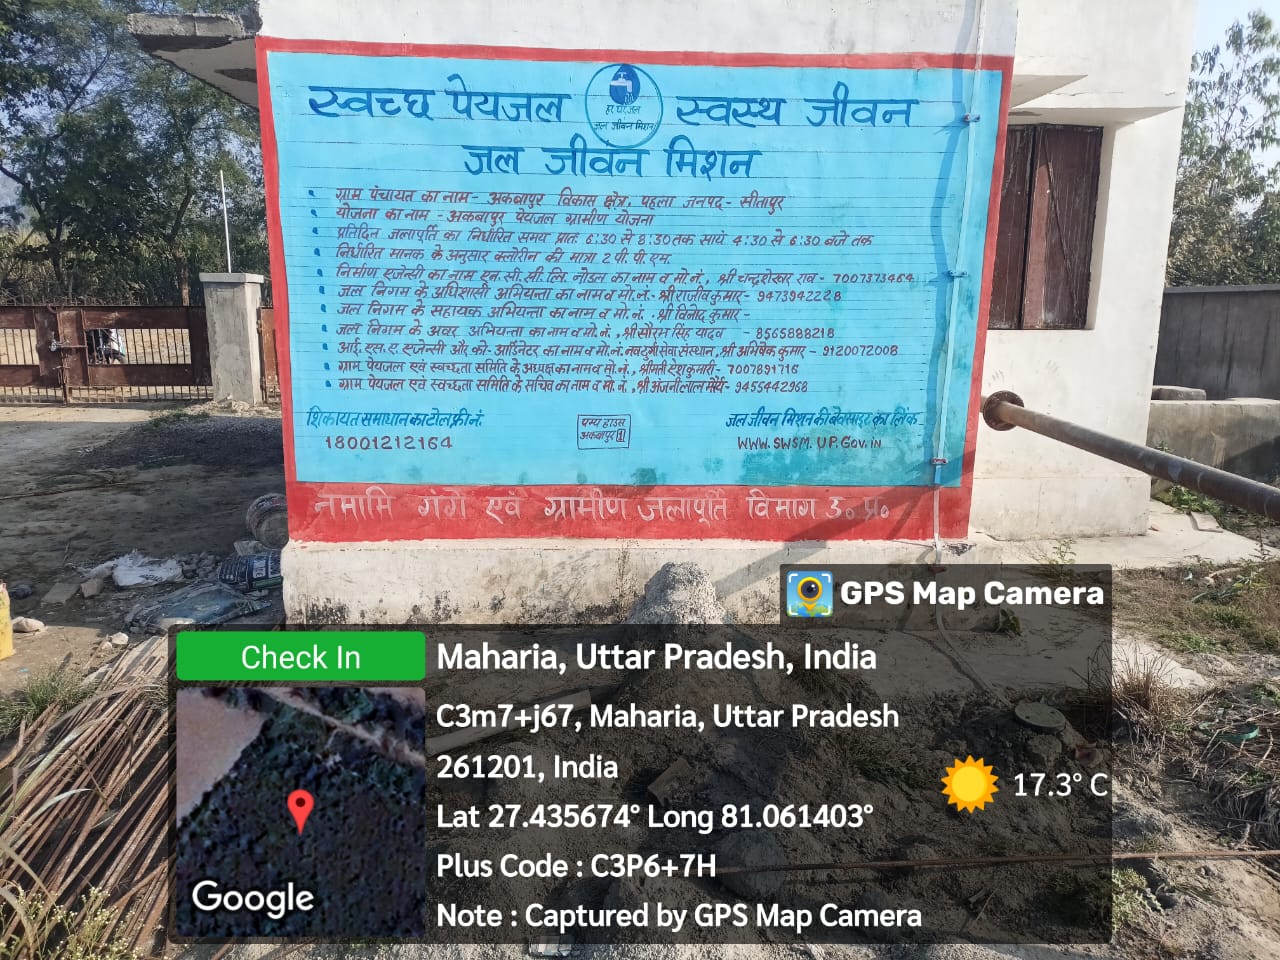 स्वच्छ पेयजल
हर घर जल
जल जीवन मिशन
स्वस्थ जीवन
जल जीवन मिशन
• ग्राम पंचायत का नाम - अकबापुर विकास क्षेत्र, पहला जनपद - सीतापुर
• योजना का नाम - अकबापुर पेयजल ग्रामीण योजना
• प्रतिदिन जलापूर्ति का निर्धारित समय प्रातः 6:30 से 8:30 तक सायं 4:30 से 6:30 बजे तक
• निर्धारित मानक के अनुसार क्लोरीन की मात्रा 2 पी. पी. एम.
• निर्माण एजेन्सी का नाम एन. सी. सी. लि. नोडल का नाम व मो. नं., श्री चन्द्रशेखर राव - 7007373464
• जल निगम के अधिशासी अभियन्ता का नाम व मो. नं. - श्री राजीव कुमार - 9473942228
• जल निगम के सहायक अभियन्ता का नाम व मो. नं. . श्री विनोद कुमार -
• जल निगम के अवर अभियन्ता का नाम व मो. नं., श्री सौरभ सिंह यादव - 8565888218
• आई. एस. ए. एजेन्सी और को-आर्डिनेटर का नाम व मो. नं. नवदुर्गा सेवा संस्थान, श्री अभिषेक कुमार - 9120072008
• ग्राम पेयजल एवं स्वच्छता समिति के अध्यक्ष का नाम व मो. नं., श्रीमती रेश कुमारी - 7007891716
• ग्राम पेयजल एवं स्वच्छता समिति के सचिव का नाम व मो. नं., श्री अंजनी लाल मौर्य - 9455442968
शिकायत समाधान का टोल फ्री नं.
18001212164
पम्प हाउस
अकबापुर 1
जल जीवन मिशन की वेबसाइट का लिंक
WWW. SWSM. UP. Gov. in
नमामि गंगे एवं ग्रामीण जलापूर्ति विभाग उ० प्र०
GPS Map Camera
Check In
Maharia, Uttar Pradesh, India
C3m7+j67, Maharia, Uttar Pradesh
261201, India
Lat 27.435674° Long 81.061403°
Plus Code : C3P6+7H
Note : Captured by GPS Map Camera
17.3° C
Google